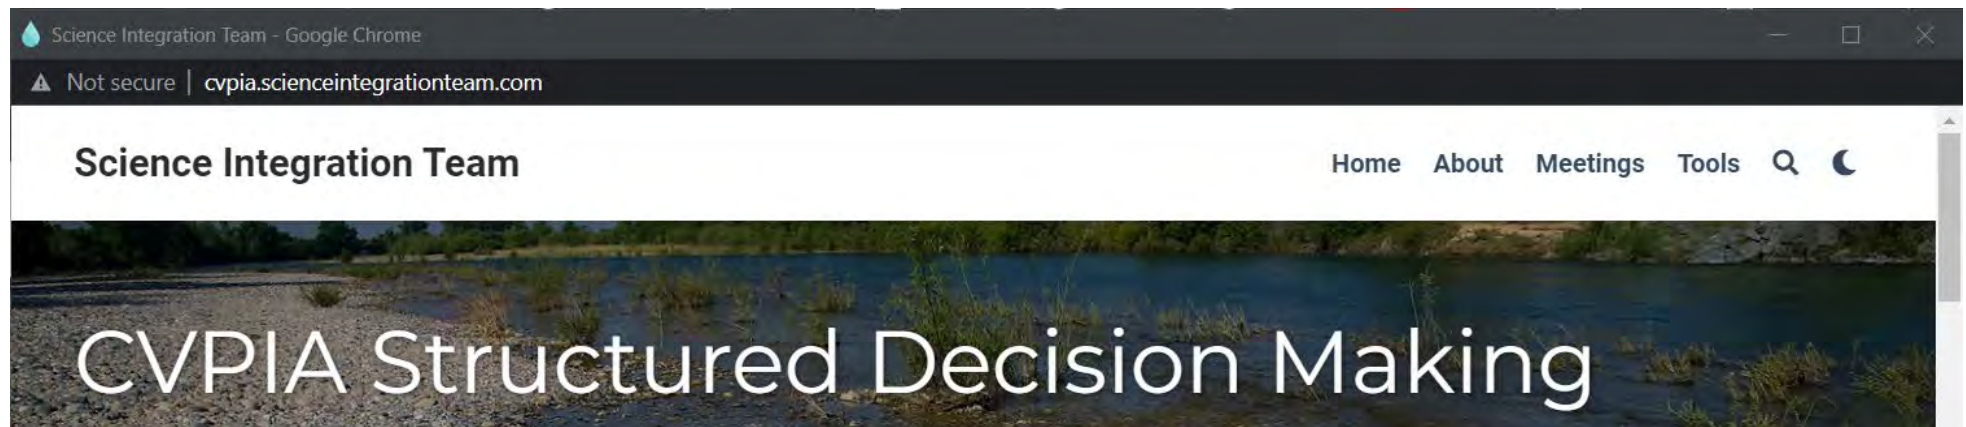 Science Integration Team - Google Chrome
Not secure | cvpia.scienceintegrationteam.com
Science Integration Team
Home About Meetings Tools
CVPIA Structured Decision Making